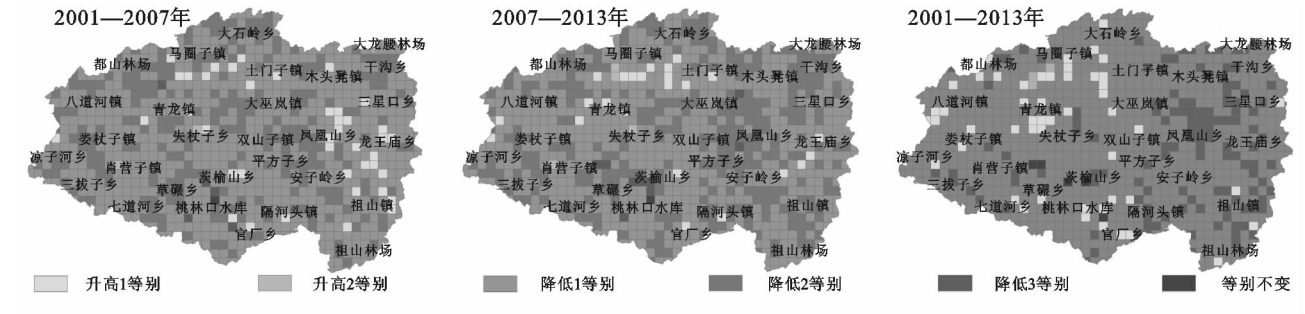 2001—2007年
大石岭乡
马圈子镇
大龙腰林场
都山林场
土门子镇
木头凳镇
干沟乡
八道河镇
青龙镇
大巫岚镇
三星口乡
娄杖子镇
失杖子乡
双山子镇
凤凰山乡
龙王庙乡
凉子河乡
肖营子镇
平方子乡
三拔子乡
草碾乡
茨榆山乡
安子岭乡
七道河乡
桃林口水库
隔河头镇
祖山镇
官厂乡
祖山林场
2007—2013年
大石岭乡
马圈子镇
大龙腰林场
都山林场
土门子镇
木头凳镇
干沟乡
八道河镇
青龙镇
大巫岚镇
三星口乡
娄杖子镇
失杖子乡
双山子镇
凤凰山乡
龙王庙乡
凉子河乡
肖营子镇
平方子乡
三拔子乡
草碾乡
茨榆山乡
安子岭乡
七道河乡
桃林口水库
隔河头镇
祖山镇
官厂乡
祖山林场
2001—2013年
大石岭乡
马圈子镇
大龙腰林场
都山林场
土门子镇
木头凳镇
干沟乡
八道河镇
青龙镇
大巫岚镇
三星口乡
娄杖子镇
失杖子乡
双山子镇
凤凰山乡
龙王庙乡
凉子河乡
肖营子镇
平方子乡
三拔子乡
草碾乡
茨榆山乡
安子岭乡
七道河乡
桃林口水库
隔河头镇
祖山镇
官厂乡
祖山林场
升高1等别
升高2等别
降低1等别
降低2等别
降低3等别
等别不变